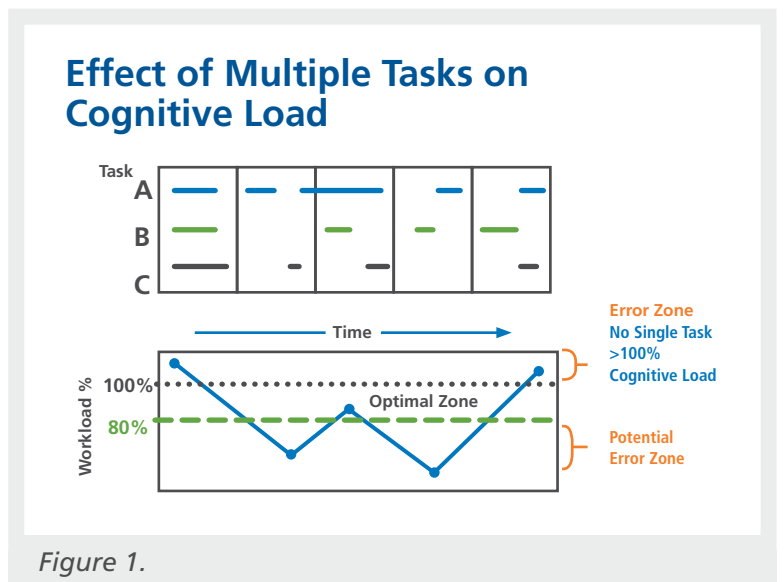 Effect of Multiple Tasks on
Cognitive Load
Task
A
B
C
Time
Error Zone
No Single Task
>100%
Cognitive Load
Workload %
100%
Optimal Zone
80%
Potential
Error Zone
Figure 1.